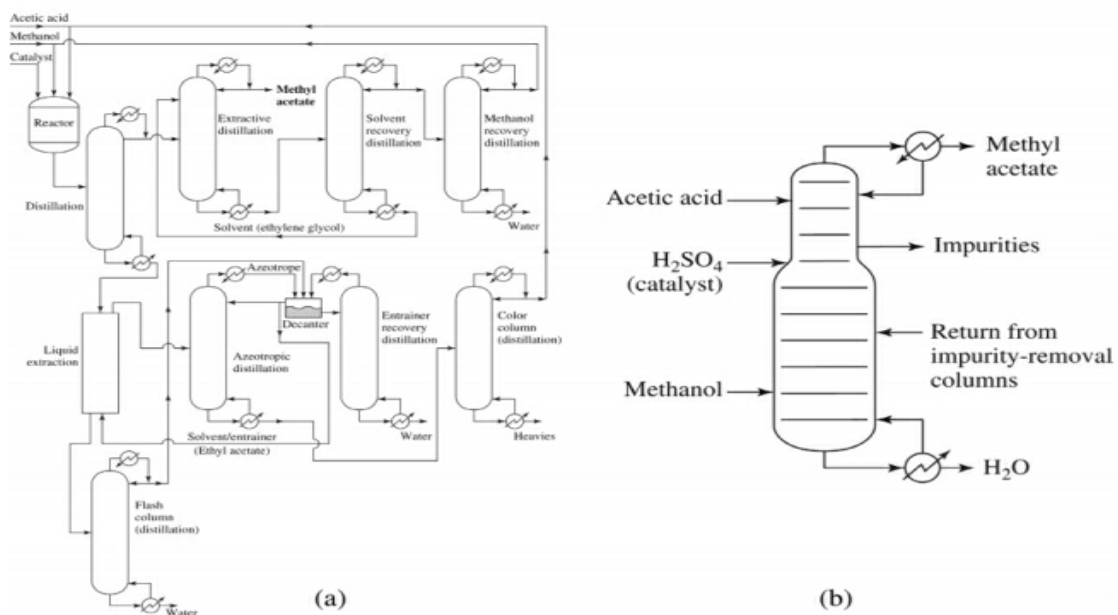 Acetic acid
Methanol
Catalyst
Reactor
Distillation
Extractive
distillation
Methyl
acetate
Solvent
recovery
distillation
Methanol
recovery
distillation
Solvent (ethylene glycol)
Water
Liquid
extraction
Azeotrope
Decanter
Azeotropic
distillation
Entrainer
recovery
distillation
Color
column
(distillation)
Solvent/entrainer
(Ethyl acetate)
Water
Heavies
Flash
column
(distillation)
Water
(a)
Methyl
acetate
Acetic acid
Impurities
H₂SO₄
(catalyst)
Return from
impurity-removal
columns
Methanol
H₂O
(b)